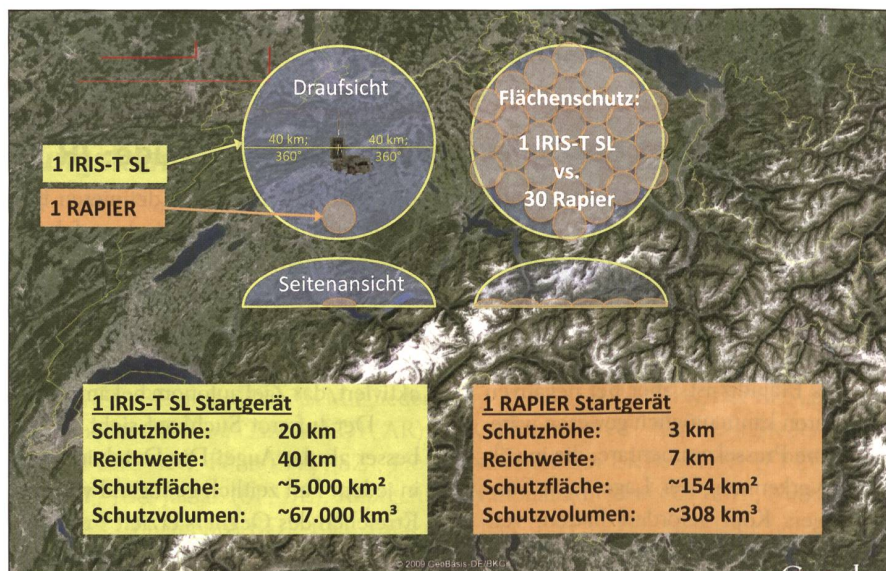 Draufsicht
40 km;
360°
40 km;
360°
1 IRIS-T SL
1 RAPIER
Seitenansicht
Flächenschutz:
1 IRIS-T SL
vs.
30 Rapier
1 IRIS-T SL Startgerät
Schutzhöhe: 20 km
Reichweite: 40 km
Schutzfläche: ~5.000 km²
Schutzvolumen: ~67.000 km³
1 RAPIER Startgerät
Schutzhöhe: 3 km
Reichweite: 7 km
Schutzfläche: ~154 km²
Schutzvolumen: ~308 km³
© 2009 GeoBasis-DE/BKG